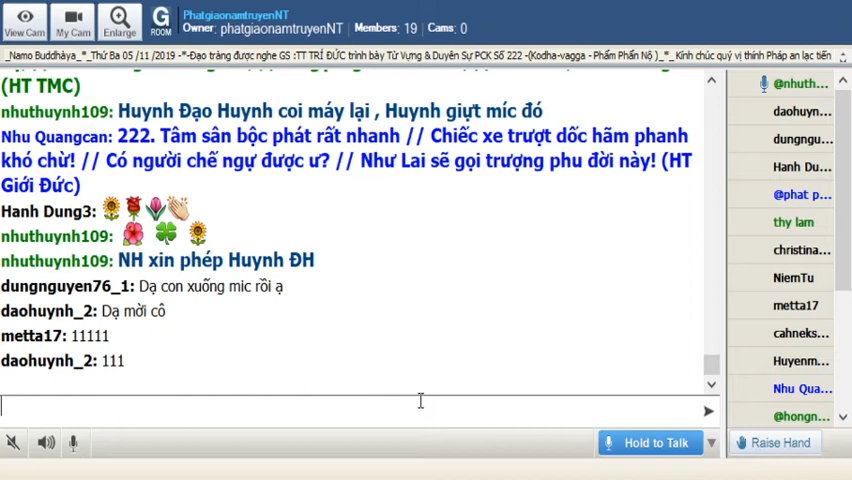 PhatgiaonamtruyenNT
Owner: phatgiaonamtruyenNT | Members: 19 | Cams: 0
View Cam My Cam Enlarge G ROOM
_Namo Buddhàya_*_Thứ Ba 05 /11 /2019 -*-Đạo tràng được nghe GS :TT TRÍ ĐỨC trình bày Từ Vựng & Duyên Sự PCK Số 222 -(Kodha-vagga - Phẩm Phẩn Nộ )_*_ Kính chúc quý vị thính Pháp an lạc tiến
(HT TMC)
nhuthuynh109: Huynh Đạo Huynh coi máy lại , Huynh giựt míc đó
Nhu Quangcan: 222. Tâm sân bộc phát rất nhanh // Chiếc xe trượt dốc hãm phanh
khó chừ! // Có người chế ngự được ư? // Như Lai sẽ gọi trượng phu đời này! (HT
Giới Đức)
Hanh Dung3:
nhuthuynh109:
nhuthuynh109: NH xin phép Huynh ĐH
dungnguyen76_1: Dạ con xuống mic rồi ạ
daohuynh_2: Dạ mời cô
metta17: 11111
daohuynh_2: 111
@nhuth...
daohuyn...
dungngu...
Hanh Du...
@phat p...
thy lam
christina...
NiemTu
metta17
cahneks...
Huyenm...
Nhu Qua...
@hongn...
Hold to Talk
Raise Hand